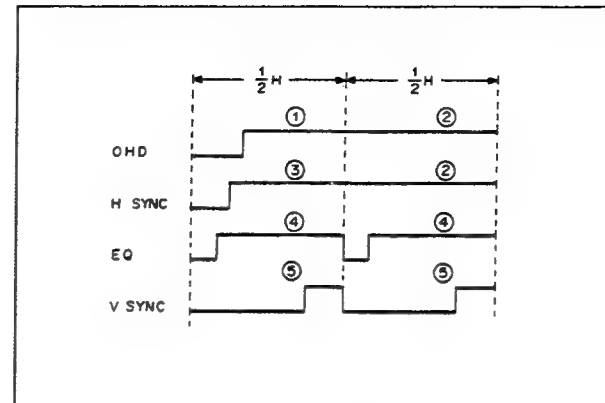 1/2 H 1/2 H
OHD ① ②
H SYNC ③ ②
EQ ④ ④
V SYNC ⑤ ⑤